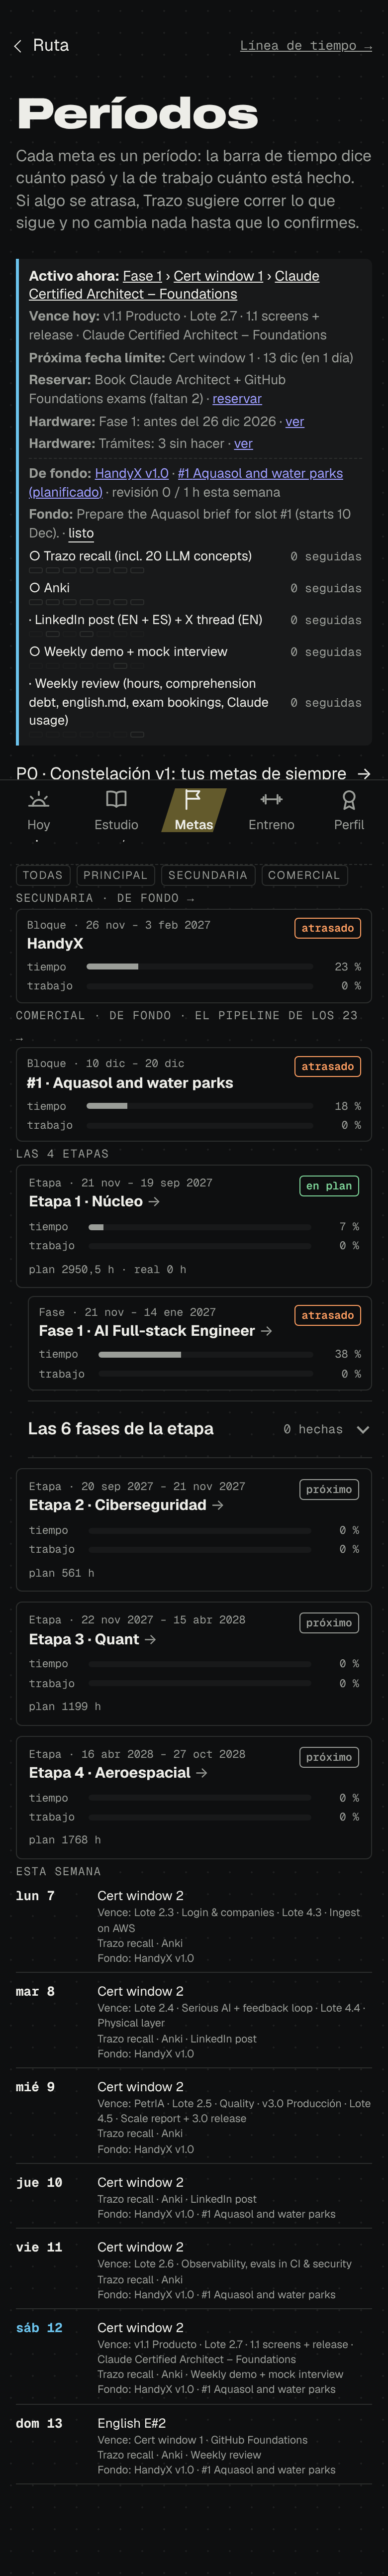 Ruta
Línea de tiempo →
Períodos
Cada meta es un período: la barra de tiempo dice
cuánto pasó y la de trabajo cuánto está hecho.
Si algo se atrasa, Trazo sugiere correr lo que
sigue y no cambia nada hasta que lo confirmes.
Activo ahora: Fase 1 › Cert window 1 › Claude
Certified Architect – Foundations
Vence hoy: v1.1 Producto · Lote 2.7 · 1.1 screens +
release · Claude Certified Architect – Foundations
Próxima fecha límite: Cert window 1 · 13 dic (en 1 día)
Reservar: Book Claude Architect + GitHub
Foundations exams (faltan 2) · reservar
Hardware: Fase 1: antes del 26 dic 2026 · ver
Hardware: Trámites: 3 sin hacer · ver
De fondo: HandyX v1.0 · #1 Aquasol and water parks
(planificado) · revisión 0 / 1 h esta semana
Fondo: Prepare the Aquasol brief for slot #1 (starts 10
Dec). · listo
Trazo recall (incl. 20 LLM concepts) 0 seguidas
Anki 0 seguidas
· LinkedIn post (EN + ES) + X thread (EN) 0 seguidas
Weekly demo + mock interview 0 seguidas
· Weekly review (hours, comprehension
debt, english.md, exam bookings, Claude 0 seguidas
usage)
P0 · Constelación v1: tus metas de siempre →
Hoy Estudio Metas Entreno Perfil
TODAS PRINCIPAL SECUNDARIA COMERCIAL
SECUNDARIA · DE FONDO →
Bloque · 26 nov – 3 feb 2027 atrasado
HandyX
tiempo 23 %
trabajo 0 %
COMERCIAL · DE FONDO · EL PIPELINE DE LOS 23
→
Bloque · 10 dic – 20 dic atrasado
#1 · Aquasol and water parks
tiempo 18 %
trabajo 0 %
LAS 4 ETAPAS
Etapa · 21 nov – 19 sep 2027 en plan
Etapa 1 · Núcleo →
tiempo 7 %
trabajo 0 %
plan 2950,5 h · real 0 h
Fase · 21 nov – 14 ene 2027 atrasado
Fase 1 · AI Full-stack Engineer →
tiempo 38 %
trabajo 0 %
Las 6 fases de la etapa 0 hechas
Etapa · 20 sep 2027 – 21 nov 2027 próximo
Etapa 2 · Ciberseguridad →
tiempo 0 %
trabajo 0 %
plan 561 h
Etapa · 22 nov 2027 – 15 abr 2028 próximo
Etapa 3 · Quant →
tiempo 0 %
trabajo 0 %
plan 1199 h
Etapa · 16 abr 2028 – 27 oct 2028 próximo
Etapa 4 · Aeroespacial →
tiempo 0 %
trabajo 0 %
plan 1768 h
ESTA SEMANA
lun 7 Cert window 2
Vence: Lote 2.3 · Login & companies · Lote 4.3 · Ingest
on AWS
Trazo recall · Anki
Fondo: HandyX v1.0
mar 8 Cert window 2
Vence: Lote 2.4 · Serious AI + feedback loop · Lote 4.4 ·
Physical layer
Trazo recall · Anki · LinkedIn post
Fondo: HandyX v1.0
mié 9 Cert window 2
Vence: PetrIA · Lote 2.5 · Quality · v3.0 Producción · Lote
4.5 · Scale report + 3.0 release
Trazo recall · Anki
Fondo: HandyX v1.0
jue 10 Cert window 2
Trazo recall · Anki · LinkedIn post
Fondo: HandyX v1.0 · #1 Aquasol and water parks
vie 11 Cert window 2
Vence: Lote 2.6 · Observability, evals in CI & security
Trazo recall · Anki
Fondo: HandyX v1.0 · #1 Aquasol and water parks
sáb 12 Cert window 2
Vence: v1.1 Producto · Lote 2.7 · 1.1 screens + release ·
Claude Certified Architect – Foundations
Trazo recall · Anki · Weekly demo + mock interview
Fondo: HandyX v1.0 · #1 Aquasol and water parks
dom 13 English E#2
Vence: Cert window 1 · GitHub Foundations
Trazo recall · Anki · Weekly review
Fondo: HandyX v1.0 · #1 Aquasol and water parks